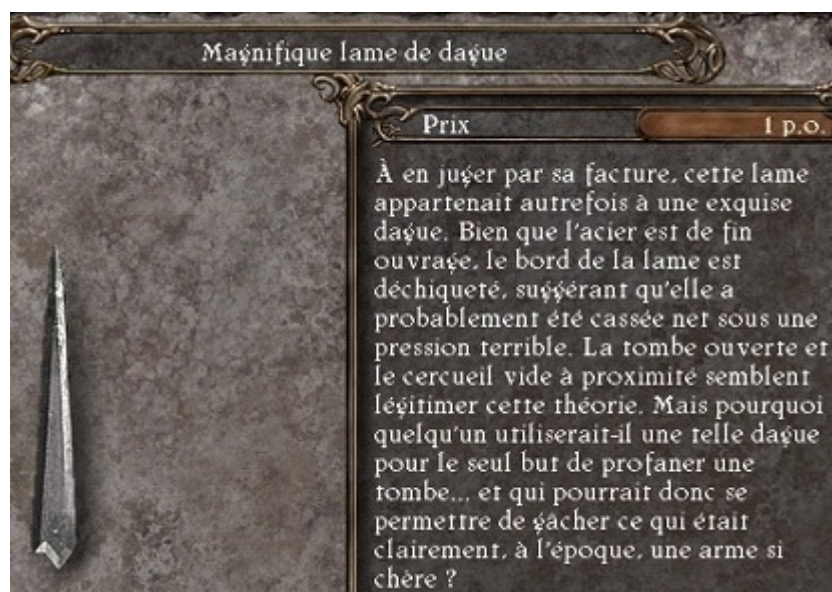 Magnifique lame de dague
Prix
1 p.o.
À en juger par sa facture, cette lame
appartenait autrefois à une exquise
dague. Bien que l'acier est de fin
ouvrage, le bord de la lame est
déchiqueté, suggérant qu'elle a
probablement été cassée net sous une
pression terrible. La tombe ouverte et
le cercueil vide à proximité semblent
légitimer cette théorie. Mais pourquoi
quelqu'un utiliserait-il une telle dague
pour le seul but de profaner une
tombe... et qui pourrait donc se
permettre de gâcher ce qui était
clairement, à l'époque, une arme si
chère ?